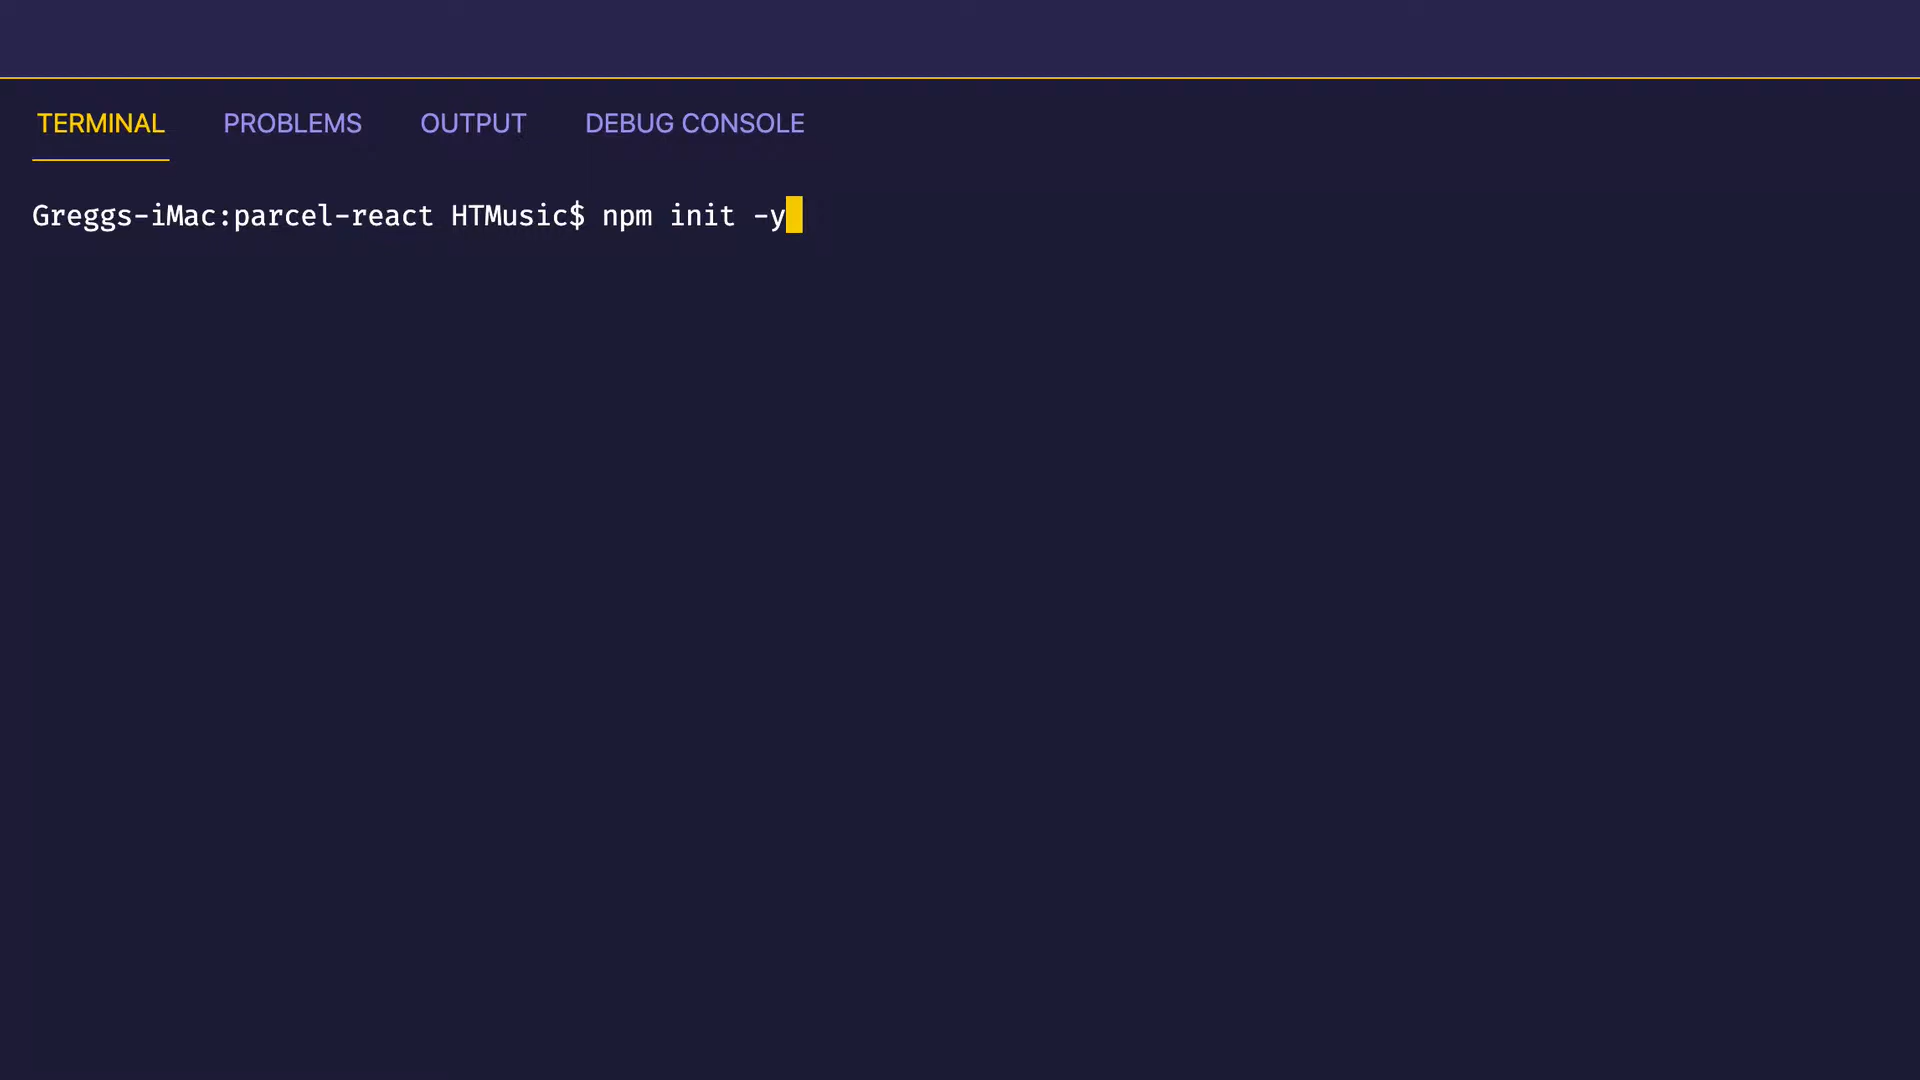 TERMINAL PROBLEMS OUTPUT DEBUG CONSOLE
Greggs-iMac:parcel-react HTMusic$ npm init -y